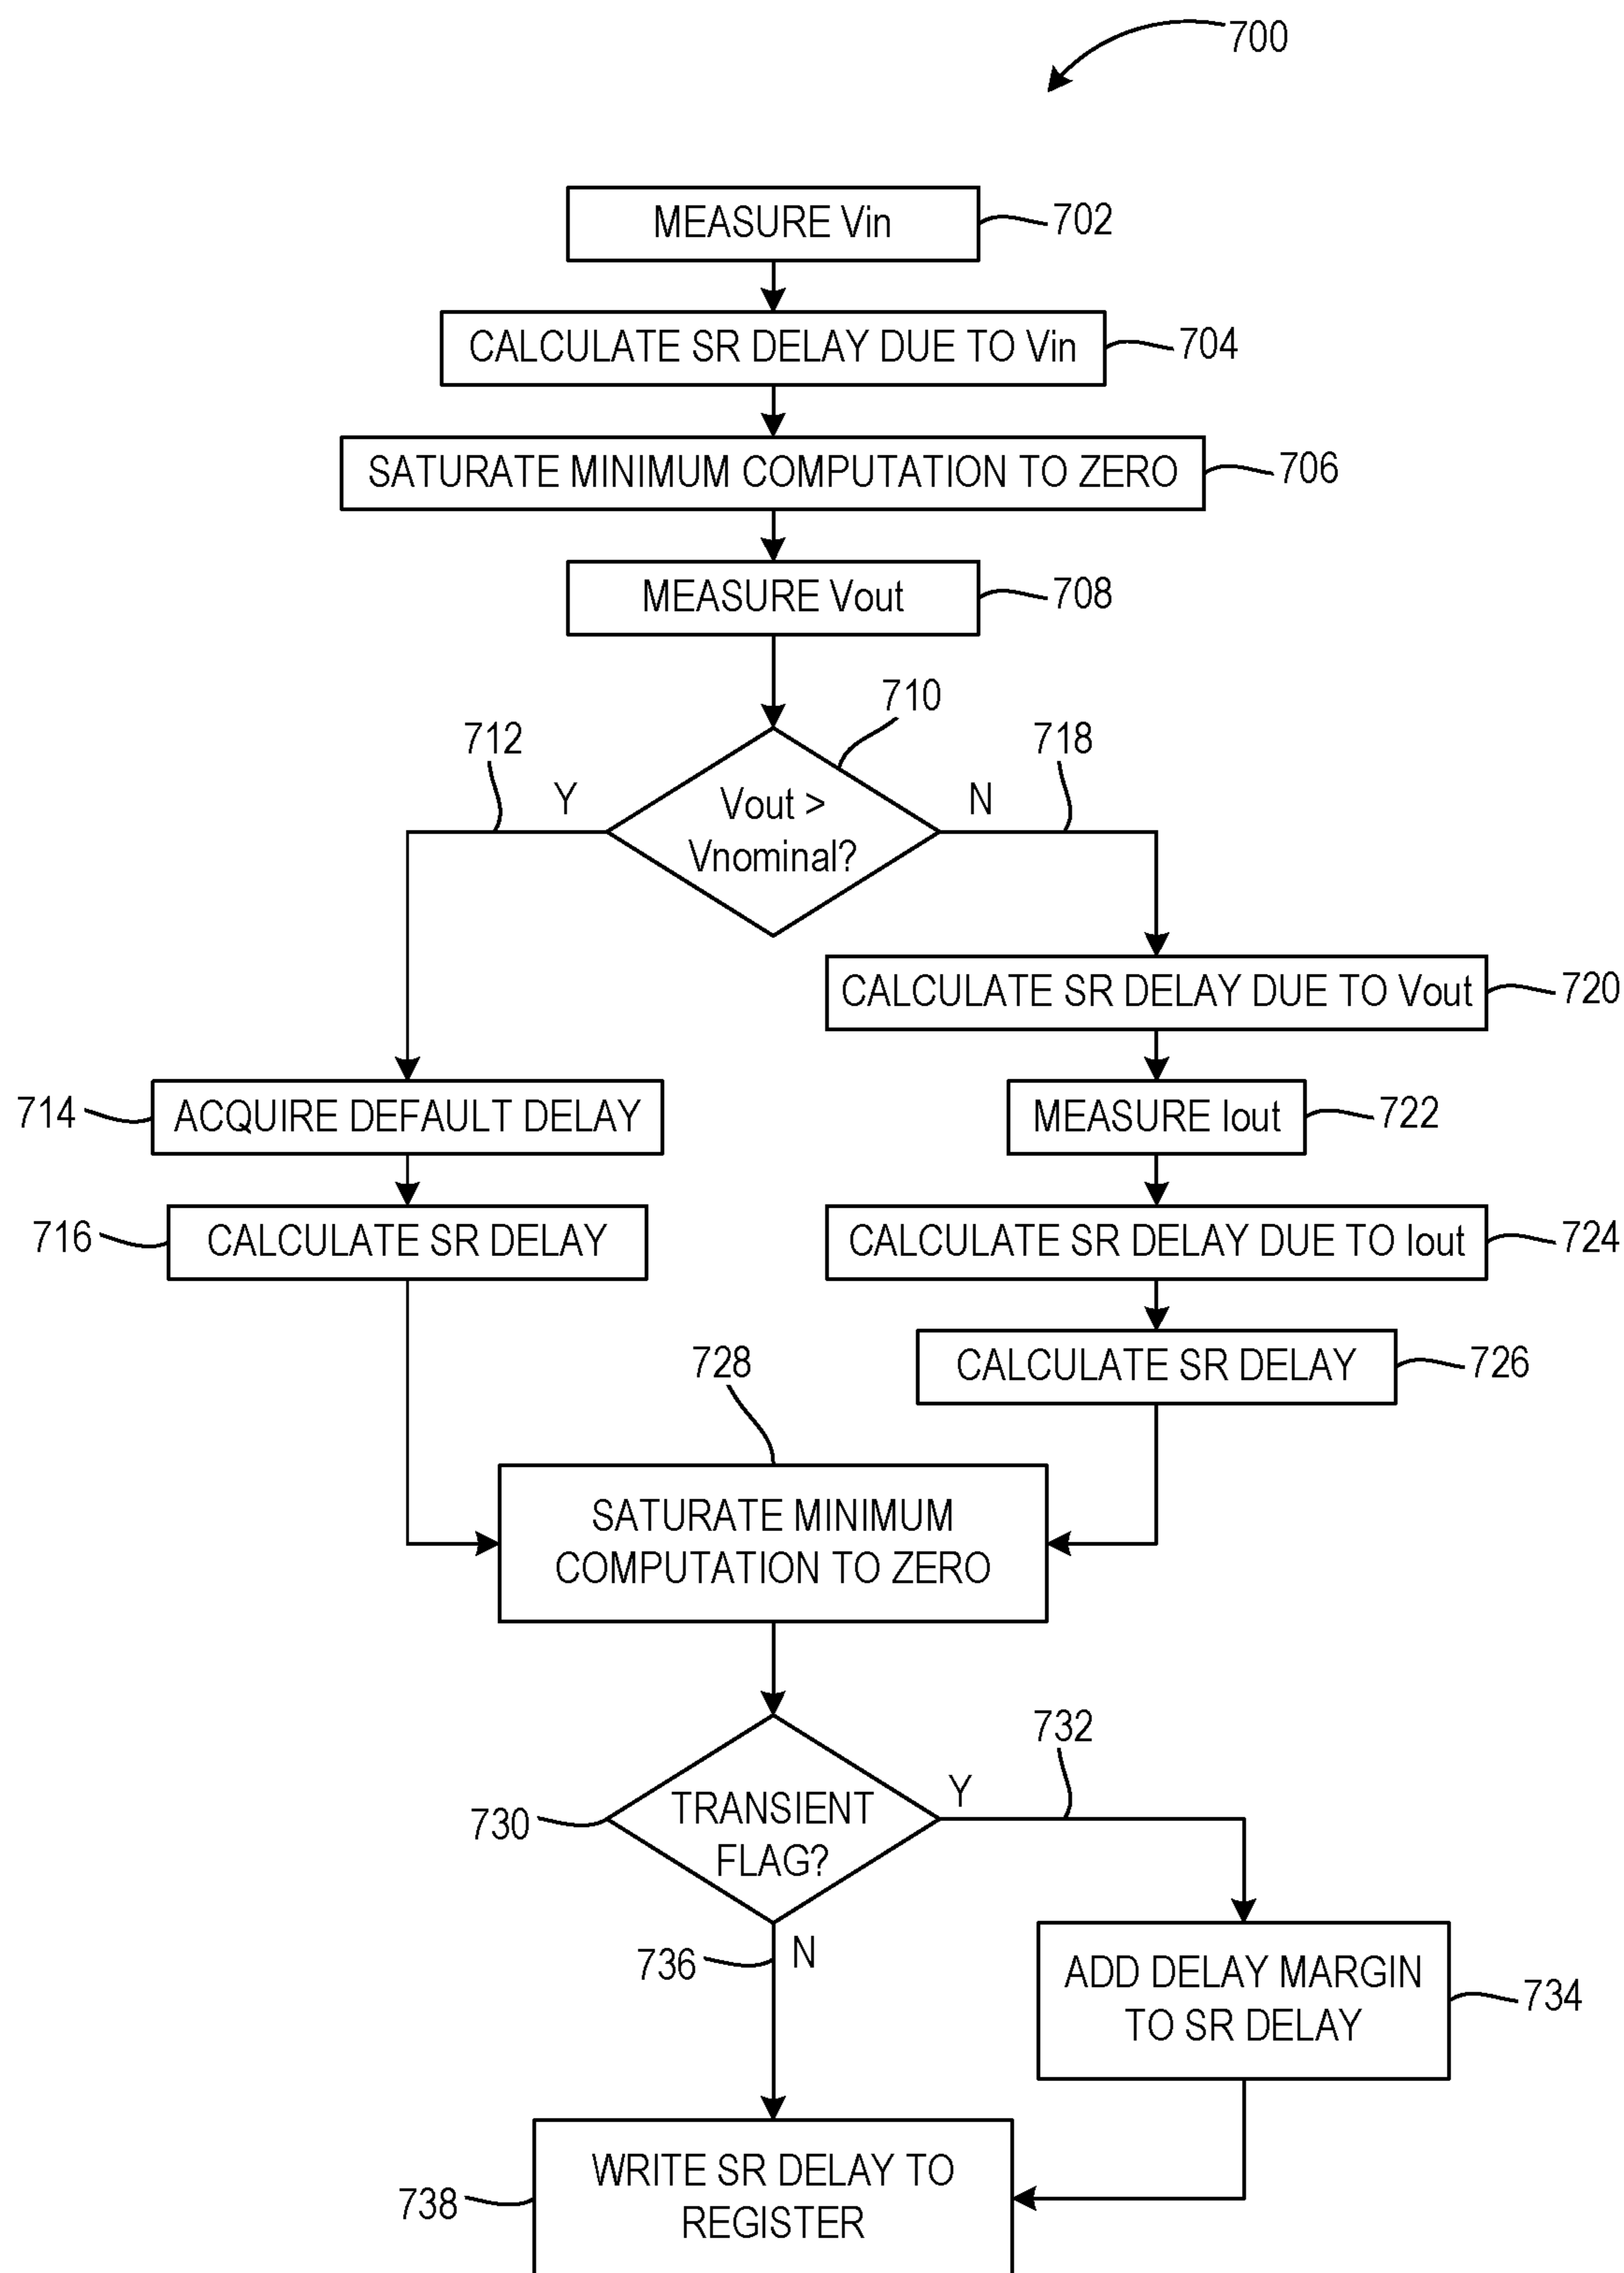 700
MEASURE Vin
702
CALCULATE SR DELAY DUE TO Vin
704
SATURATE MINIMUM COMPUTATION TO ZERO
706
MEASURE Vout
708
710
712
718
Y
N
Vout >
Vnominal?
CALCULATE SR DELAY DUE TO Vout
720
714
ACQUIRE DEFAULT DELAY
MEASURE Iout
722
716
CALCULATE SR DELAY
CALCULATE SR DELAY DUE TO Iout
724
CALCULATE SR DELAY
726
728
SATURATE MINIMUM
COMPUTATION TO ZERO
732
Y
730
TRANSIENT
FLAG?
736
N
ADD DELAY MARGIN
TO SR DELAY
734
WRITE SR DELAY TO
REGISTER
738